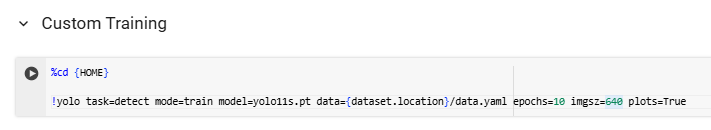 Custom Training
%cd {HOME}
!yolo task=detect mode=train model=yolo11s.pt data={dataset.location}/data.yaml epochs=10 imgsz=640 plots=True